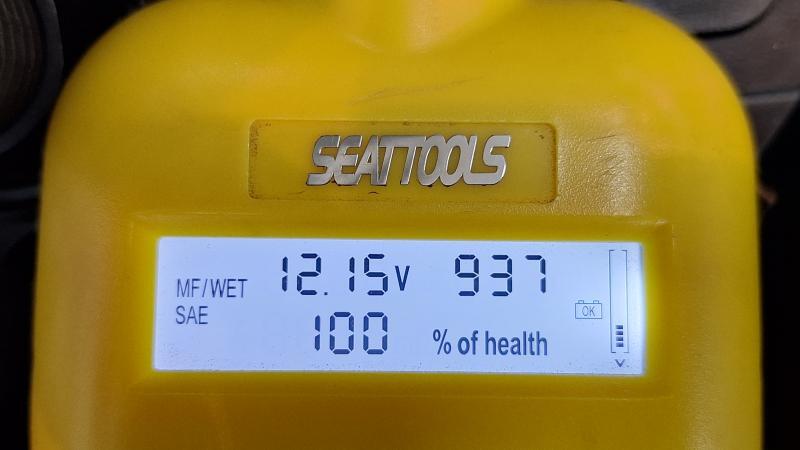 SEATTOOLS
MF/WET 12.15V 937
SAE 100 % of health
OK
V